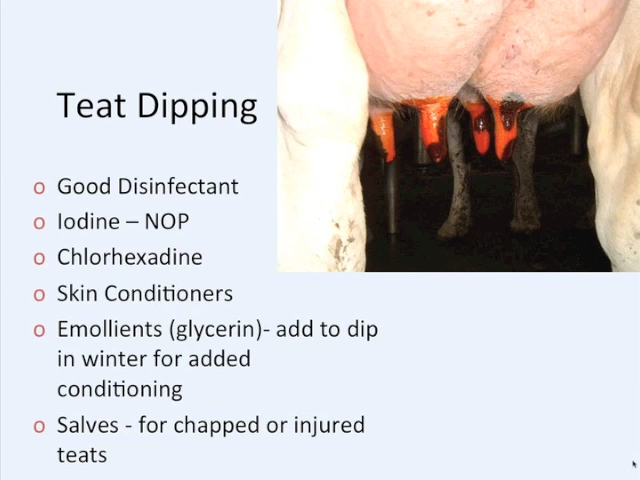 Teat Dipping
o Good Disinfectant
o Iodine – NOP
o Chlorhexadine
o Skin Conditioners
o Emollients (glycerin)- add to dip
in winter for added
conditioning
o Salves - for chapped or injured
teats